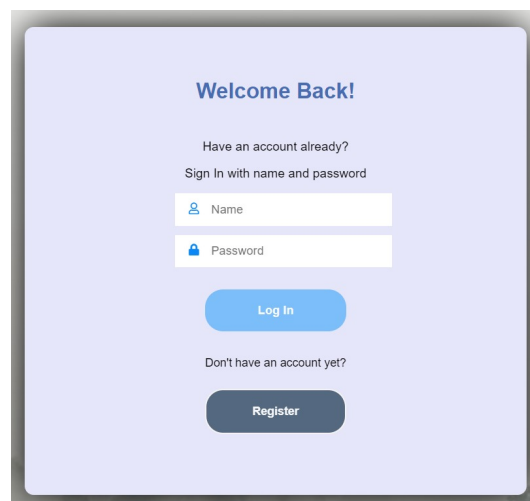 Welcome Back!
Have an account already?
Sign In with name and password
Name
Password
Log In
Don't have an account yet?
Register